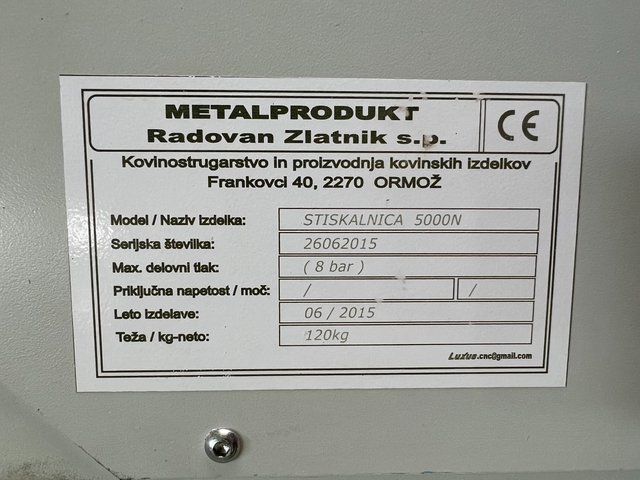 METALPRODUKT
Radovan Zlatnik s.p.
CE
Kovinostrugarstvo in proizvodnja kovinskih izdelkov
Frankovci 40, 2270 ORMOŽ
Model / Naziv izdelka: STISKALNICA 5000N
Serijska številka: 26062015
Max. delovni tlak: ( 8 bar )
Priključna napetost / moč: / /
Leto izdelave: 06 / 2015
Teža / kg-neto: 120kg
Luxus.cnc@gmail.com